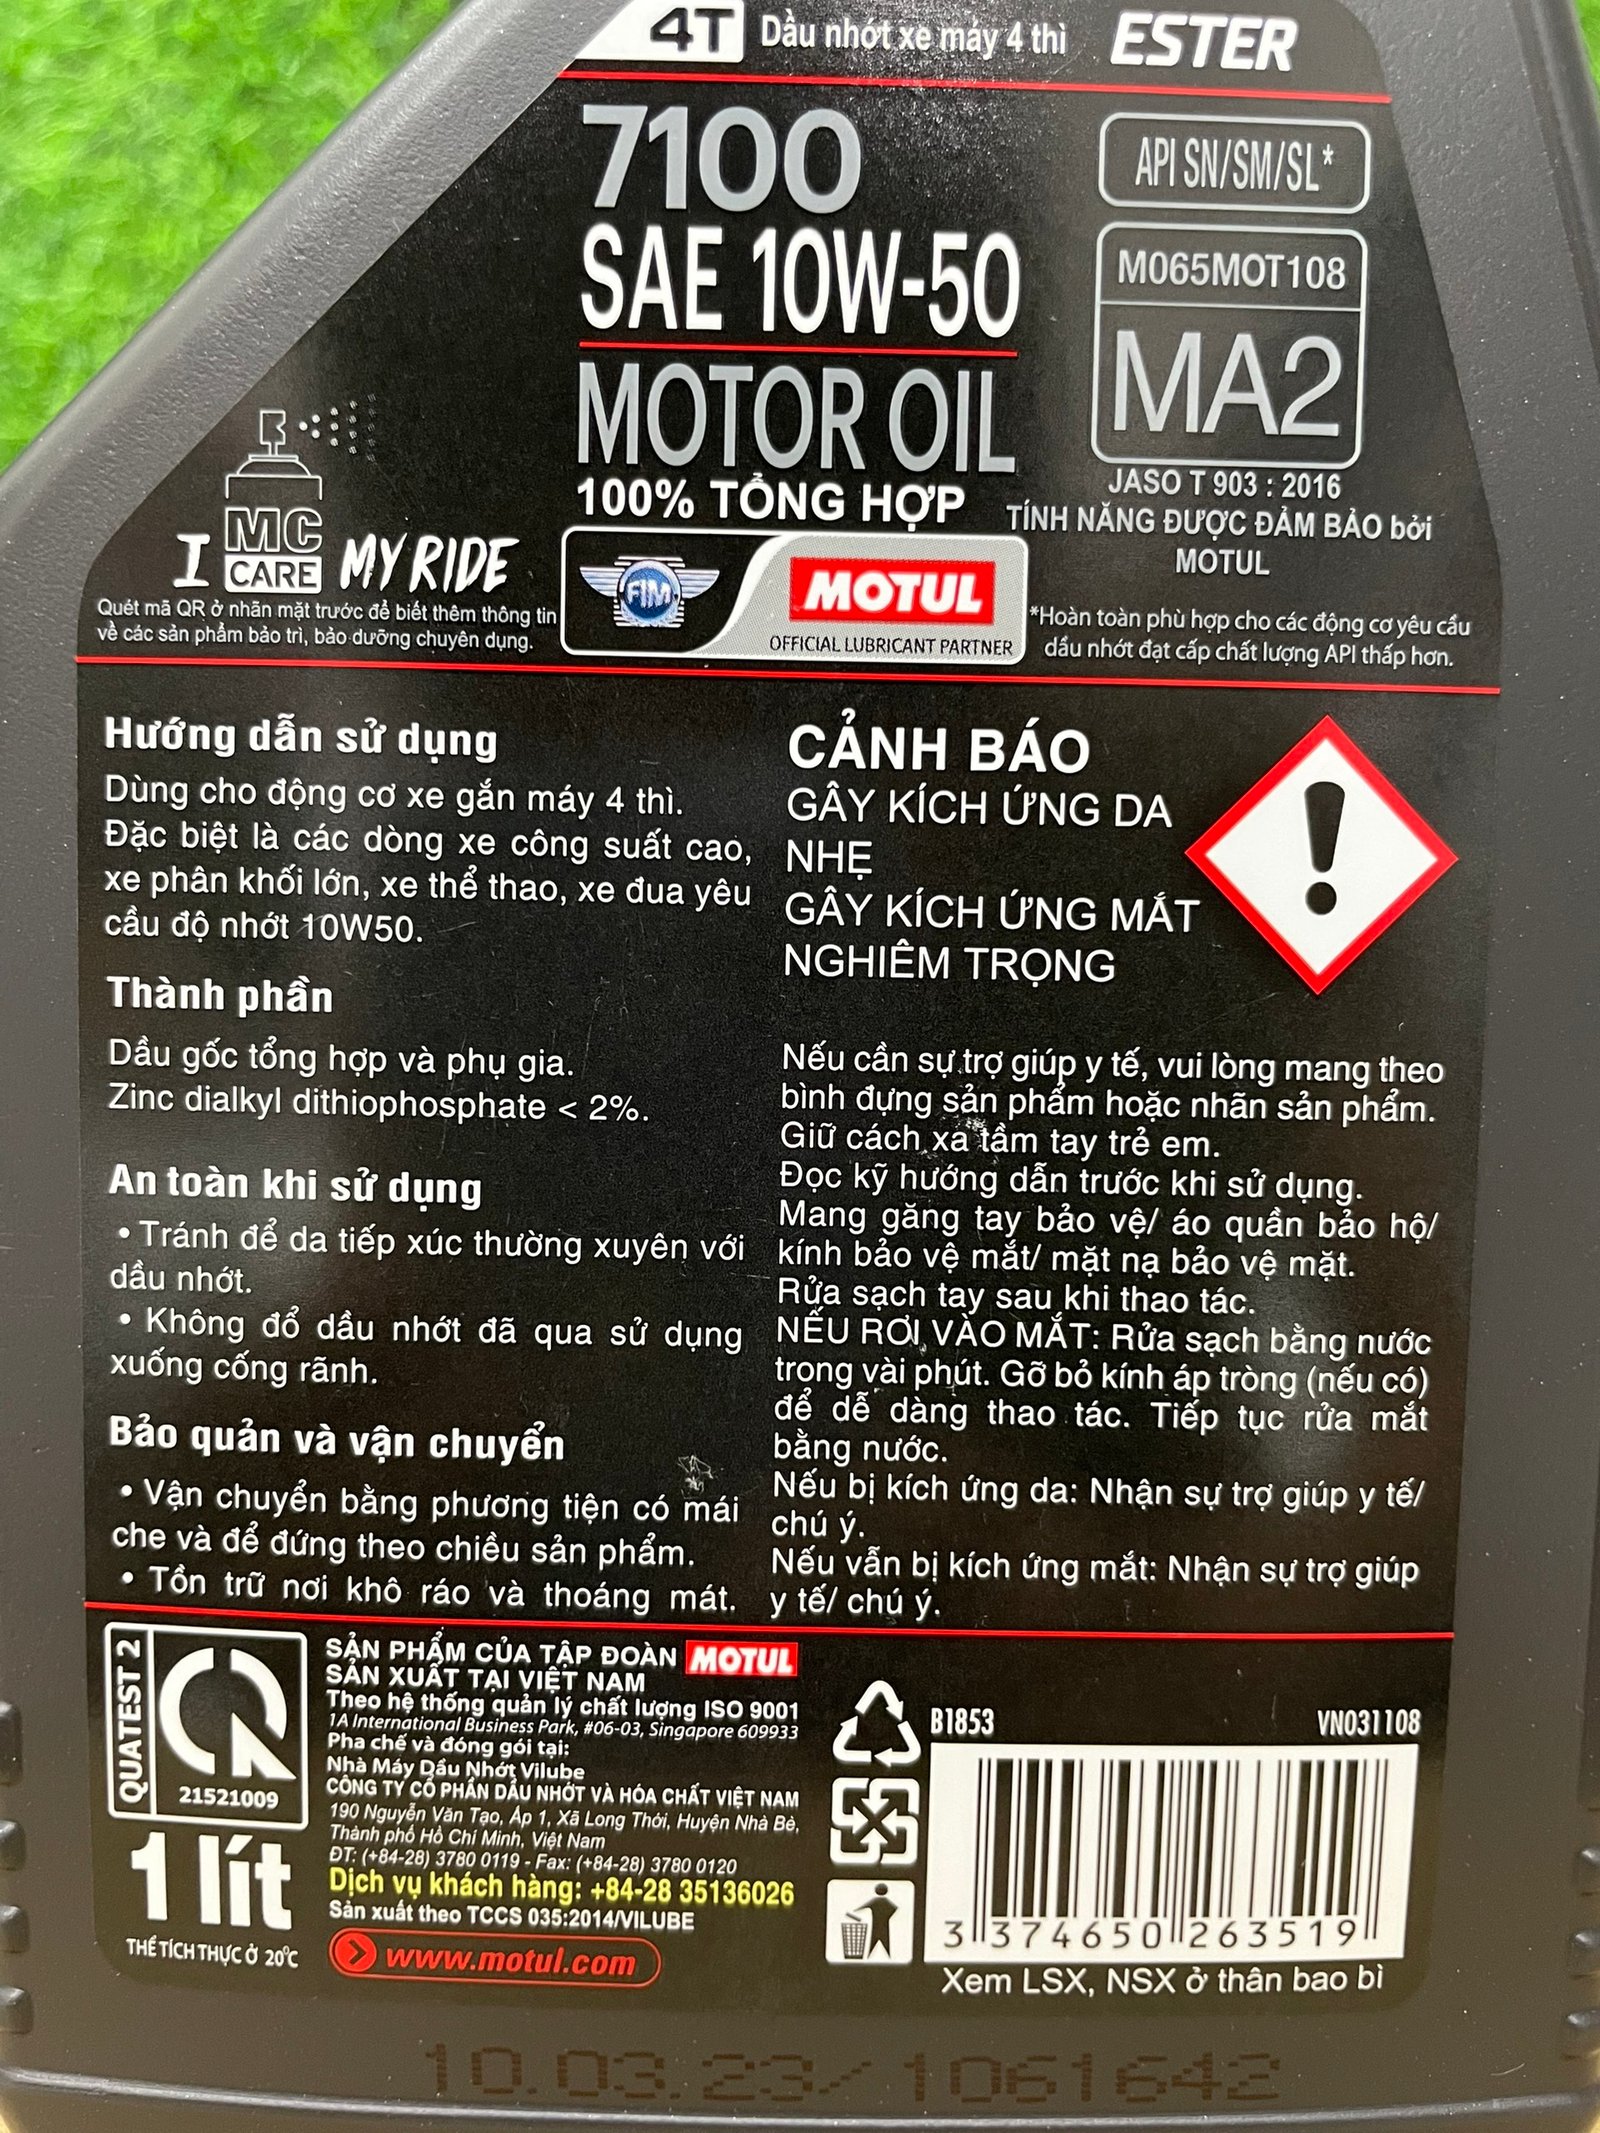 4T Dầu nhớt xe máy 4 thì ESTER
7100
SAE 10W-50
MOTOR OIL
100% TỔNG HỢP
API SN/SM/SL*
M065MOT108
MA2
JASO T 903 : 2016
TÍNH NĂNG ĐƯỢC ĐẢM BẢO bởi
MOTUL
I MC CARE MY RIDE
Quét mã QR ở nhãn mặt trước để biết thêm thông tin
về các sản phẩm bảo trì, bảo dưỡng chuyên dụng.
FIM
MOTUL
OFFICIAL LUBRICANT PARTNER
*Hoàn toàn phù hợp cho các động cơ yêu cầu
dầu nhớt đạt cấp chất lượng API thấp hơn.
Hướng dẫn sử dụng
Dùng cho động cơ xe gắn máy 4 thì.
Đặc biệt là các dòng xe công suất cao,
xe phân khối lớn, xe thể thao, xe đua yêu
cầu độ nhớt 10W50.
Thành phần
Dầu gốc tổng hợp và phụ gia.
Zinc dialkyl dithiophosphate < 2%.
An toàn khi sử dụng
• Tránh để da tiếp xúc thường xuyên với
dầu nhớt.
• Không đổ dầu nhớt đã qua sử dụng
xuống cống rãnh.
Bảo quản và vận chuyển
• Vận chuyển bằng phương tiện có mái
che và để đứng theo chiều sản phẩm.
• Tồn trữ nơi khô ráo và thoáng mát.
CẢNH BÁO
GÂY KÍCH ỨNG DA
NHẸ
GÂY KÍCH ỨNG MẮT
NGHIÊM TRỌNG
Nếu cần sự trợ giúp y tế, vui lòng mang theo
bình đựng sản phẩm hoặc nhãn sản phẩm.
Giữ cách xa tầm tay trẻ em.
Đọc kỹ hướng dẫn trước khi sử dụng.
Mang găng tay bảo vệ/ áo quần bảo hộ/
kính bảo vệ mắt/ mặt nạ bảo vệ mặt.
Rửa sạch tay sau khi thao tác.
NẾU RƠI VÀO MẮT: Rửa sạch bằng nước
trong vài phút. Gỡ bỏ kính áp tròng (nếu có)
để dễ dàng thao tác. Tiếp tục rửa mắt
bằng nước.
Nếu bị kích ứng da: Nhận sự trợ giúp y tế/
chú ý.
Nếu vẫn bị kích ứng mắt: Nhận sự trợ giúp
y tế/ chú ý.
QUATEST 2
21521009
1 lít
THỂ TÍCH THỰC Ở 20°C
SẢN PHẨM CỦA TẬP ĐOÀN MOTUL
SẢN XUẤT TẠI VIỆT NAM
Theo hệ thống quản lý chất lượng ISO 9001
1A International Business Park, #06-03, Singapore 609933
Pha chế và đóng gói tại:
Nhà Máy Dầu Nhớt Vilube
CÔNG TY CỔ PHẦN DẦU NHỚT VÀ HÓA CHẤT VIỆT NAM
190 Nguyễn Văn Tạo, Ấp 1, Xã Long Thới, Huyện Nhà Bè,
Thành phố Hồ Chí Minh, Việt Nam
ĐT: (+84-28) 3780 0119 - Fax: (+84-28) 3780 0120
Dịch vụ khách hàng: +84-28 35136026
Sản xuất theo TCCS 035:2014/VILUBE
www.motul.com
B1853 VN031108
3 374650 263519
Xem LSX, NSX ở thân bao bì
10.03.23/1061642